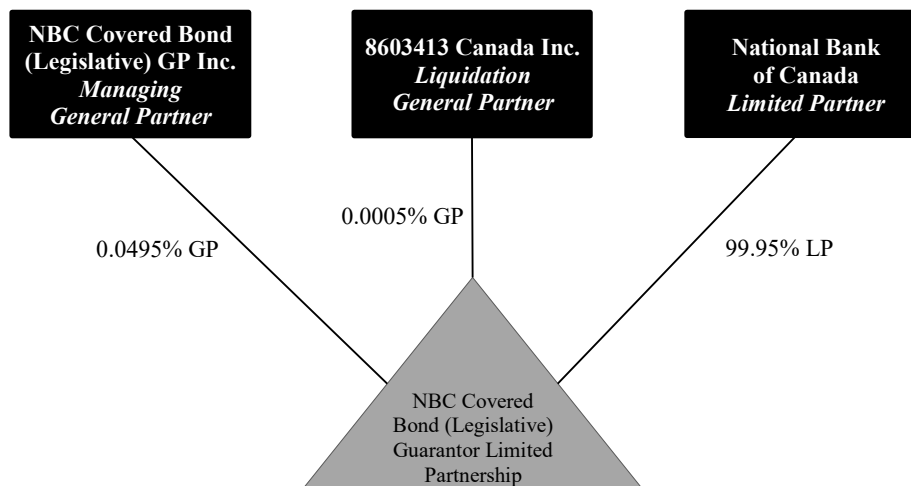 NBC Covered Bond
(Legislative) GP Inc.
Managing
General Partner
8603413 Canada Inc.
Liquidation
General Partner
National Bank
of Canada
Limited Partner
0.0495% GP
0.0005% GP
99.95% LP
NBC Covered
Bond (Legislative)
Guarantor Limited
Partnership